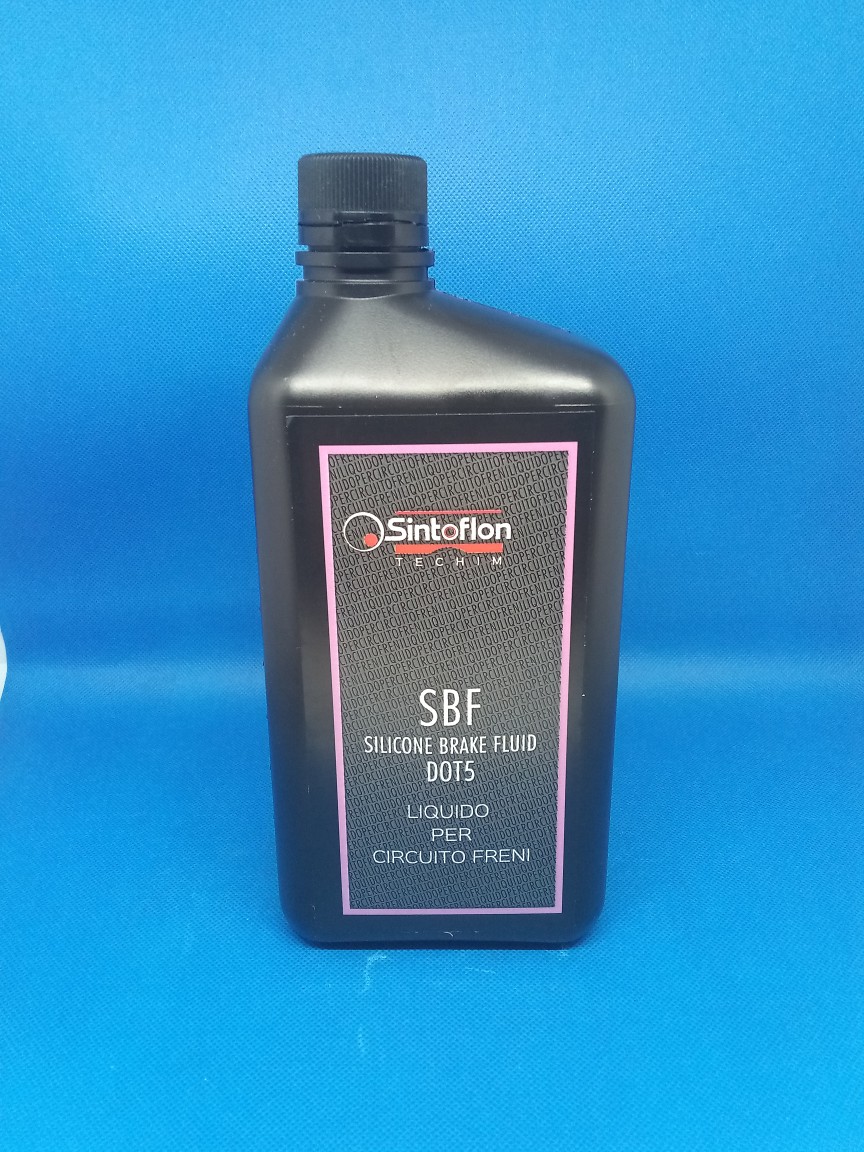 Sintoflon
TECHIM
SBF
SILICONE BRAKE FLUID
DOT5
LIQUIDO
PER
CIRCUITO FRENI